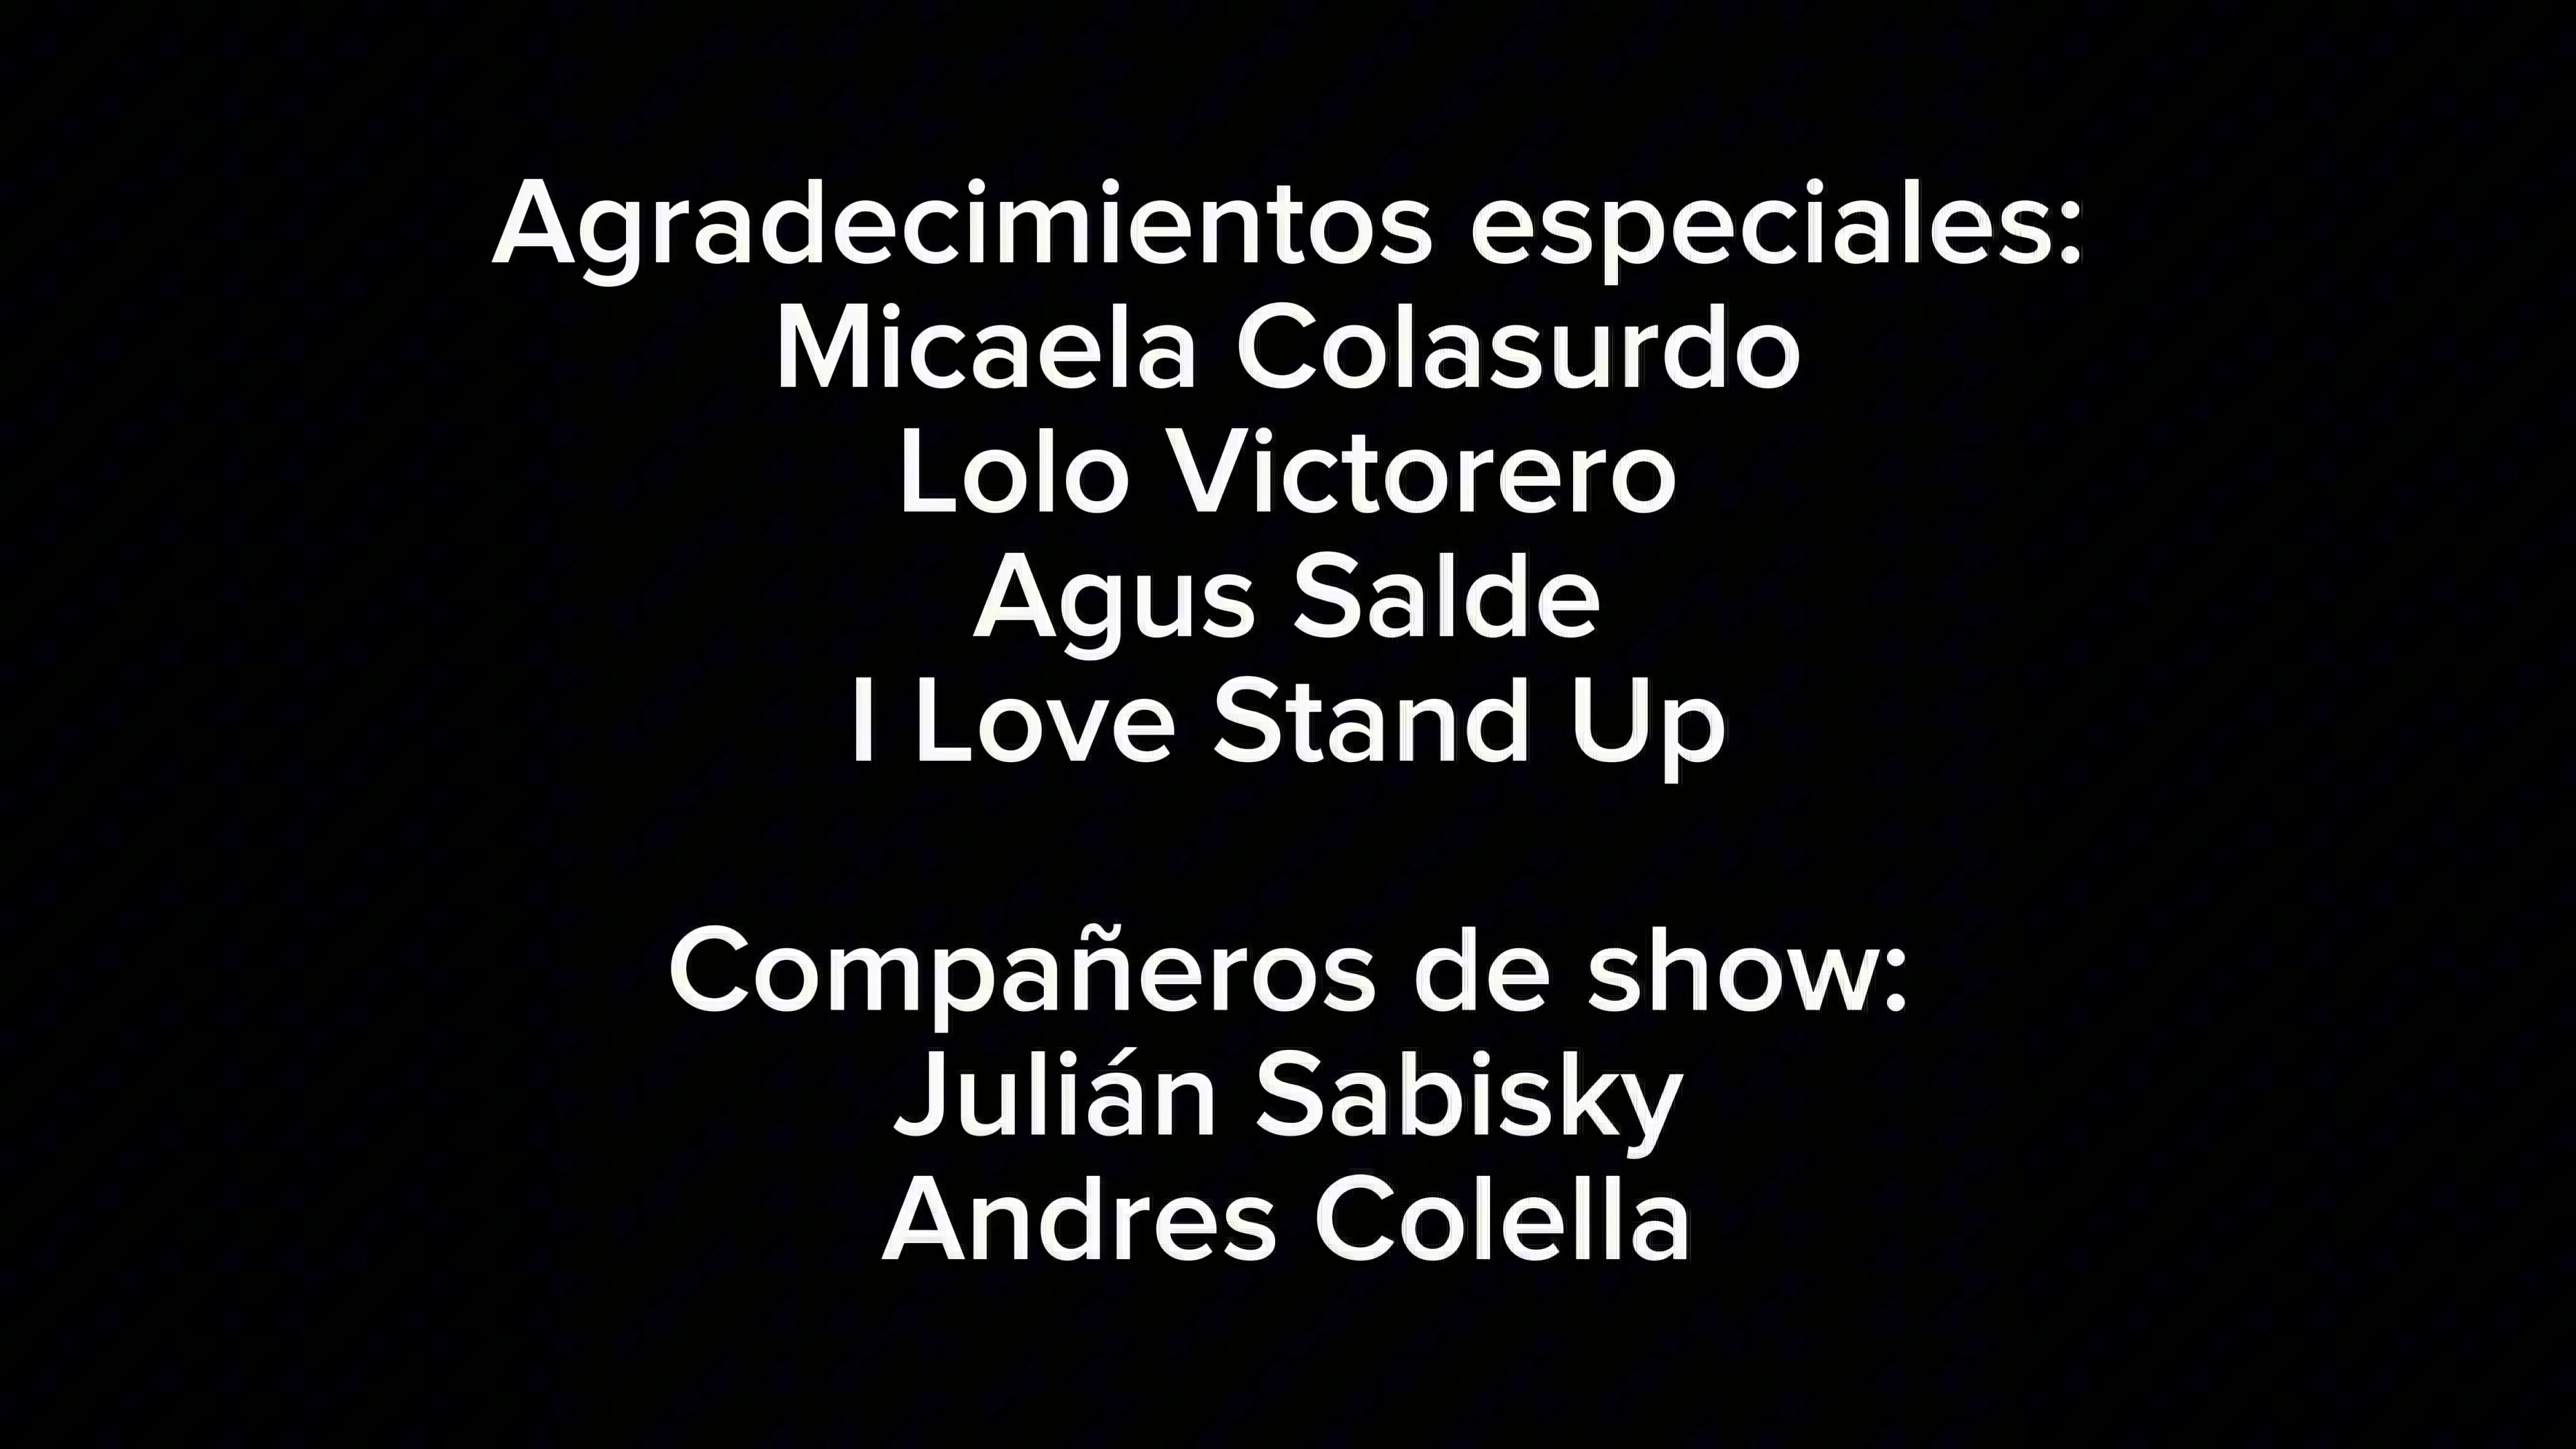 Agradecimientos especiales:
Micaela Colasurdo
Lolo Victorero
Agus Salde
I Love Stand Up
Compañeros de show:
Julián Sabisky
Andres Colella